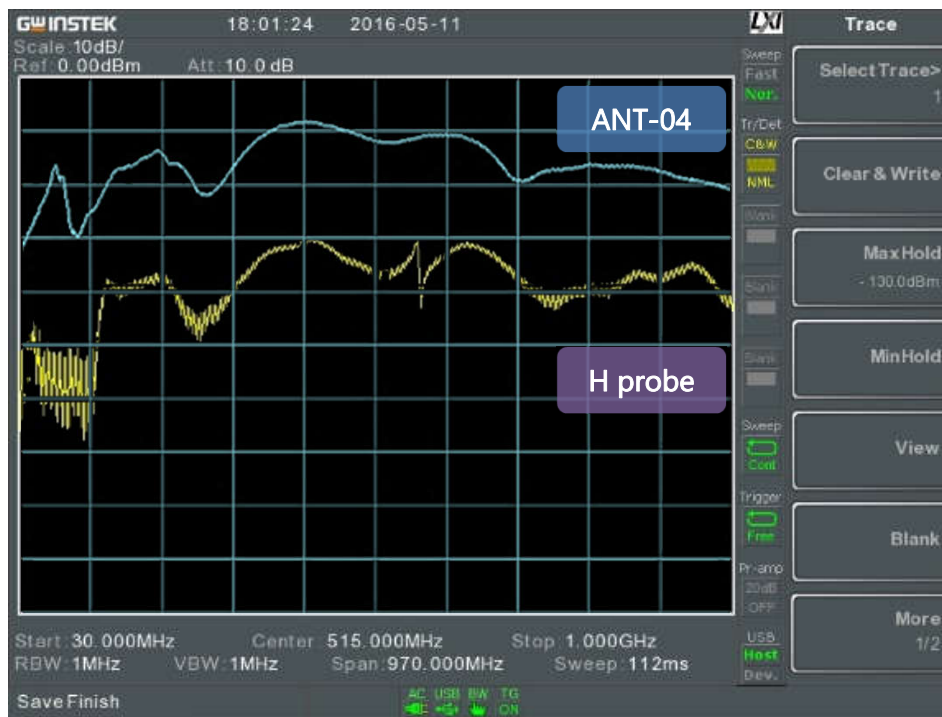 GWINSTEK 18:01:24 2016-05-11 LXI Trace
Scale:10dB/
Ref:0.00dBm Att:10.0 dB
ANT-04
H probe
Sweep
Fast
Nor.
Tr/Det
C&W
NML
Blank
Blank
Blank
Sweep
Cont
Trigger
Free
Pr-amp
20dB
OFF
USB
Host
Dev.
Select Trace>
1
Clear & Write
Max Hold
-130.0dBm
Min Hold
View
Blank
More
1/2
Start:30.000MHz Center 515.000MHz Stop 1.000GHz
RBW:1MHz VBW:1MHz Span:970.000MHz Sweep:112ms
Save Finish
AC USB BW TG
ON